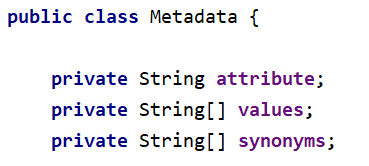 public class Metadata {
private String attribute;
private String[] values;
private String[] synonyms;